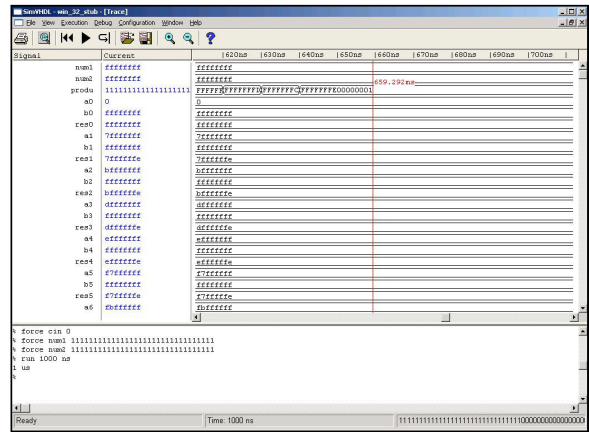 SimVHDL - win_32_stub - [Trace]
File View Execution Debug Configuration Window Help
Signal Current |620ns |630ns |640ns |650ns |660ns |670ns |680ns |690ns |700ns |
num1 ffffffff ffffffff
num2 ffffffff ffffffff
659.292ns
produ 1111111111111111111
a0 0 0
b0 ffffffff ffffffff
res0 ffffffff ffffffff
a1 7fffffff 7fffffff
b1 ffffffff ffffffff
res1 7ffffffe 7ffffffe
a2 bfffffff bfffffff
b2 ffffffff ffffffff
res2 bffffffe bffffffe
a3 dfffffff dfffffff
b3 ffffffff ffffffff
res3 dffffffe dffffffe
a4 efffffff efffffff
b4 ffffffff ffffffff
res4 effffffe effffffe
a5 f7ffffff f7ffffff
b5 ffffffff ffffffff
res5 f7fffffe f7fffffe
a6 fbffffff fbffffff
% force cin 0
% force num1 11111111111111111111111111111111
% force num2 11111111111111111111111111111111
% run 1000 ns
1 us
%
Ready Time: 1000 ns